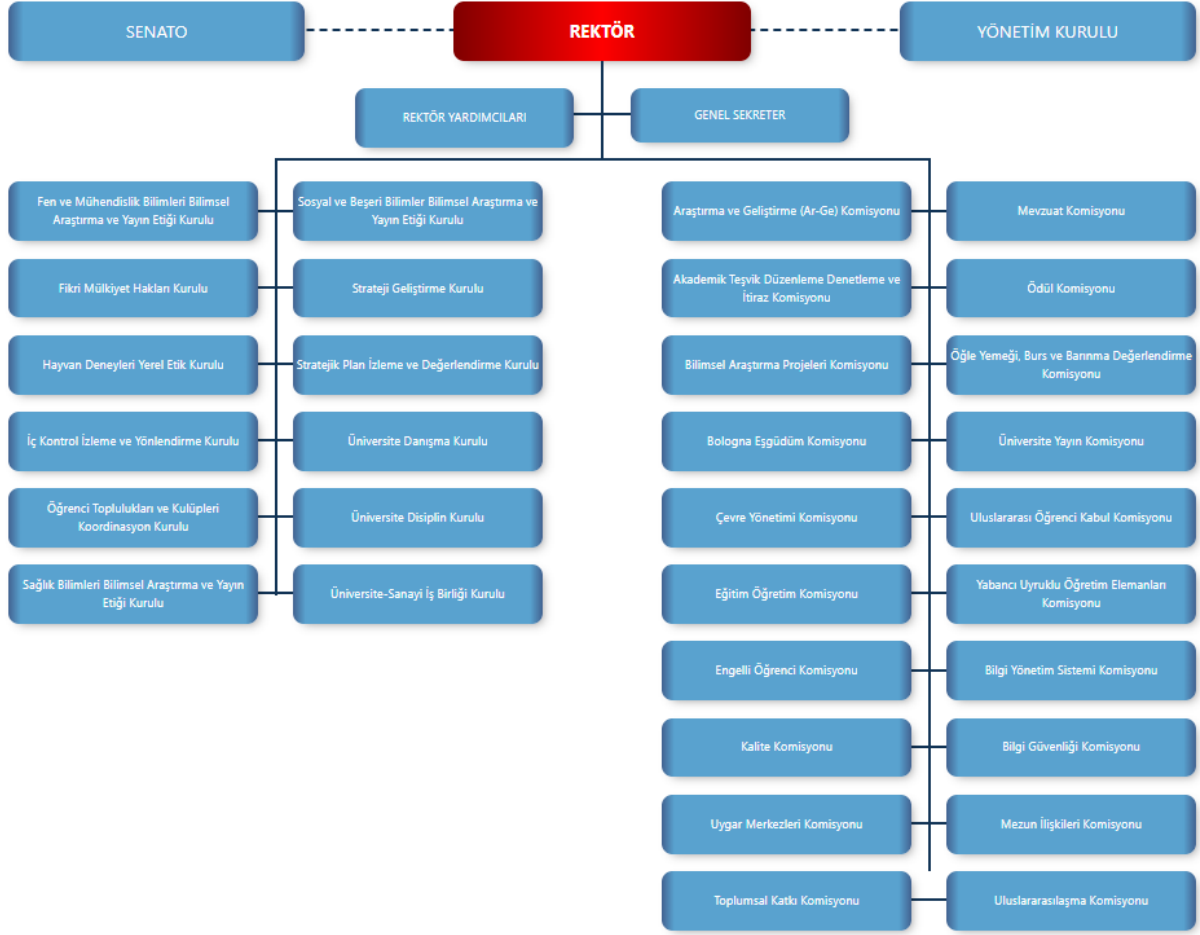 SENATO
REKTÖR
YÖNETİM KURULU
REKTÖR YARDIMCILARI
GENEL SEKRETER
Fen ve Mühendislik Bilimleri Bilimsel
Araştırma ve Yayın Etiği Kurulu
Sosyal ve Beşeri Bilimler Bilimsel Araştırma ve
Yayın Etiği Kurulu
Araştırma ve Geliştirme (Ar-Ge) Komisyonu
Mevzuat Komisyonu
Fikri Mülkiyet Hakları Kurulu
Strateji Geliştirme Kurulu
Akademik Teşvik Düzenleme Denetleme ve
İtiraz Komisyonu
Ödül Komisyonu
Hayvan Deneyleri Yerel Etik Kurulu
Stratejik Plan İzleme ve Değerlendirme Kurulu
Bilimsel Araştırma Projeleri Komisyonu
Öğle Yemeği, Burs ve Barınma Değerlendirme
Komisyonu
İç Kontrol İzleme ve Yönlendirme Kurulu
Üniversite Danışma Kurulu
Bologna Eşgüdüm Komisyonu
Üniversite Yayın Komisyonu
Öğrenci Toplulukları ve Kulüpleri
Koordinasyon Kurulu
Üniversite Disiplin Kurulu
Çevre Yönetimi Komisyonu
Uluslararası Öğrenci Kabul Komisyonu
Sağlık Bilimleri Bilimsel Araştırma ve Yayın
Etiği Kurulu
Üniversite-Sanayi İş Birliği Kurulu
Eğitim Öğretim Komisyonu
Yabancı Uyruklu Öğretim Elemanları
Komisyonu
Engelli Öğrenci Komisyonu
Bilgi Yönetim Sistemi Komisyonu
Kalite Komisyonu
Bilgi Güvenliği Komisyonu
Uygar Merkezleri Komisyonu
Mezun İlişkileri Komisyonu
Toplumsal Katkı Komisyonu
Uluslararasılaşma Komisyonu